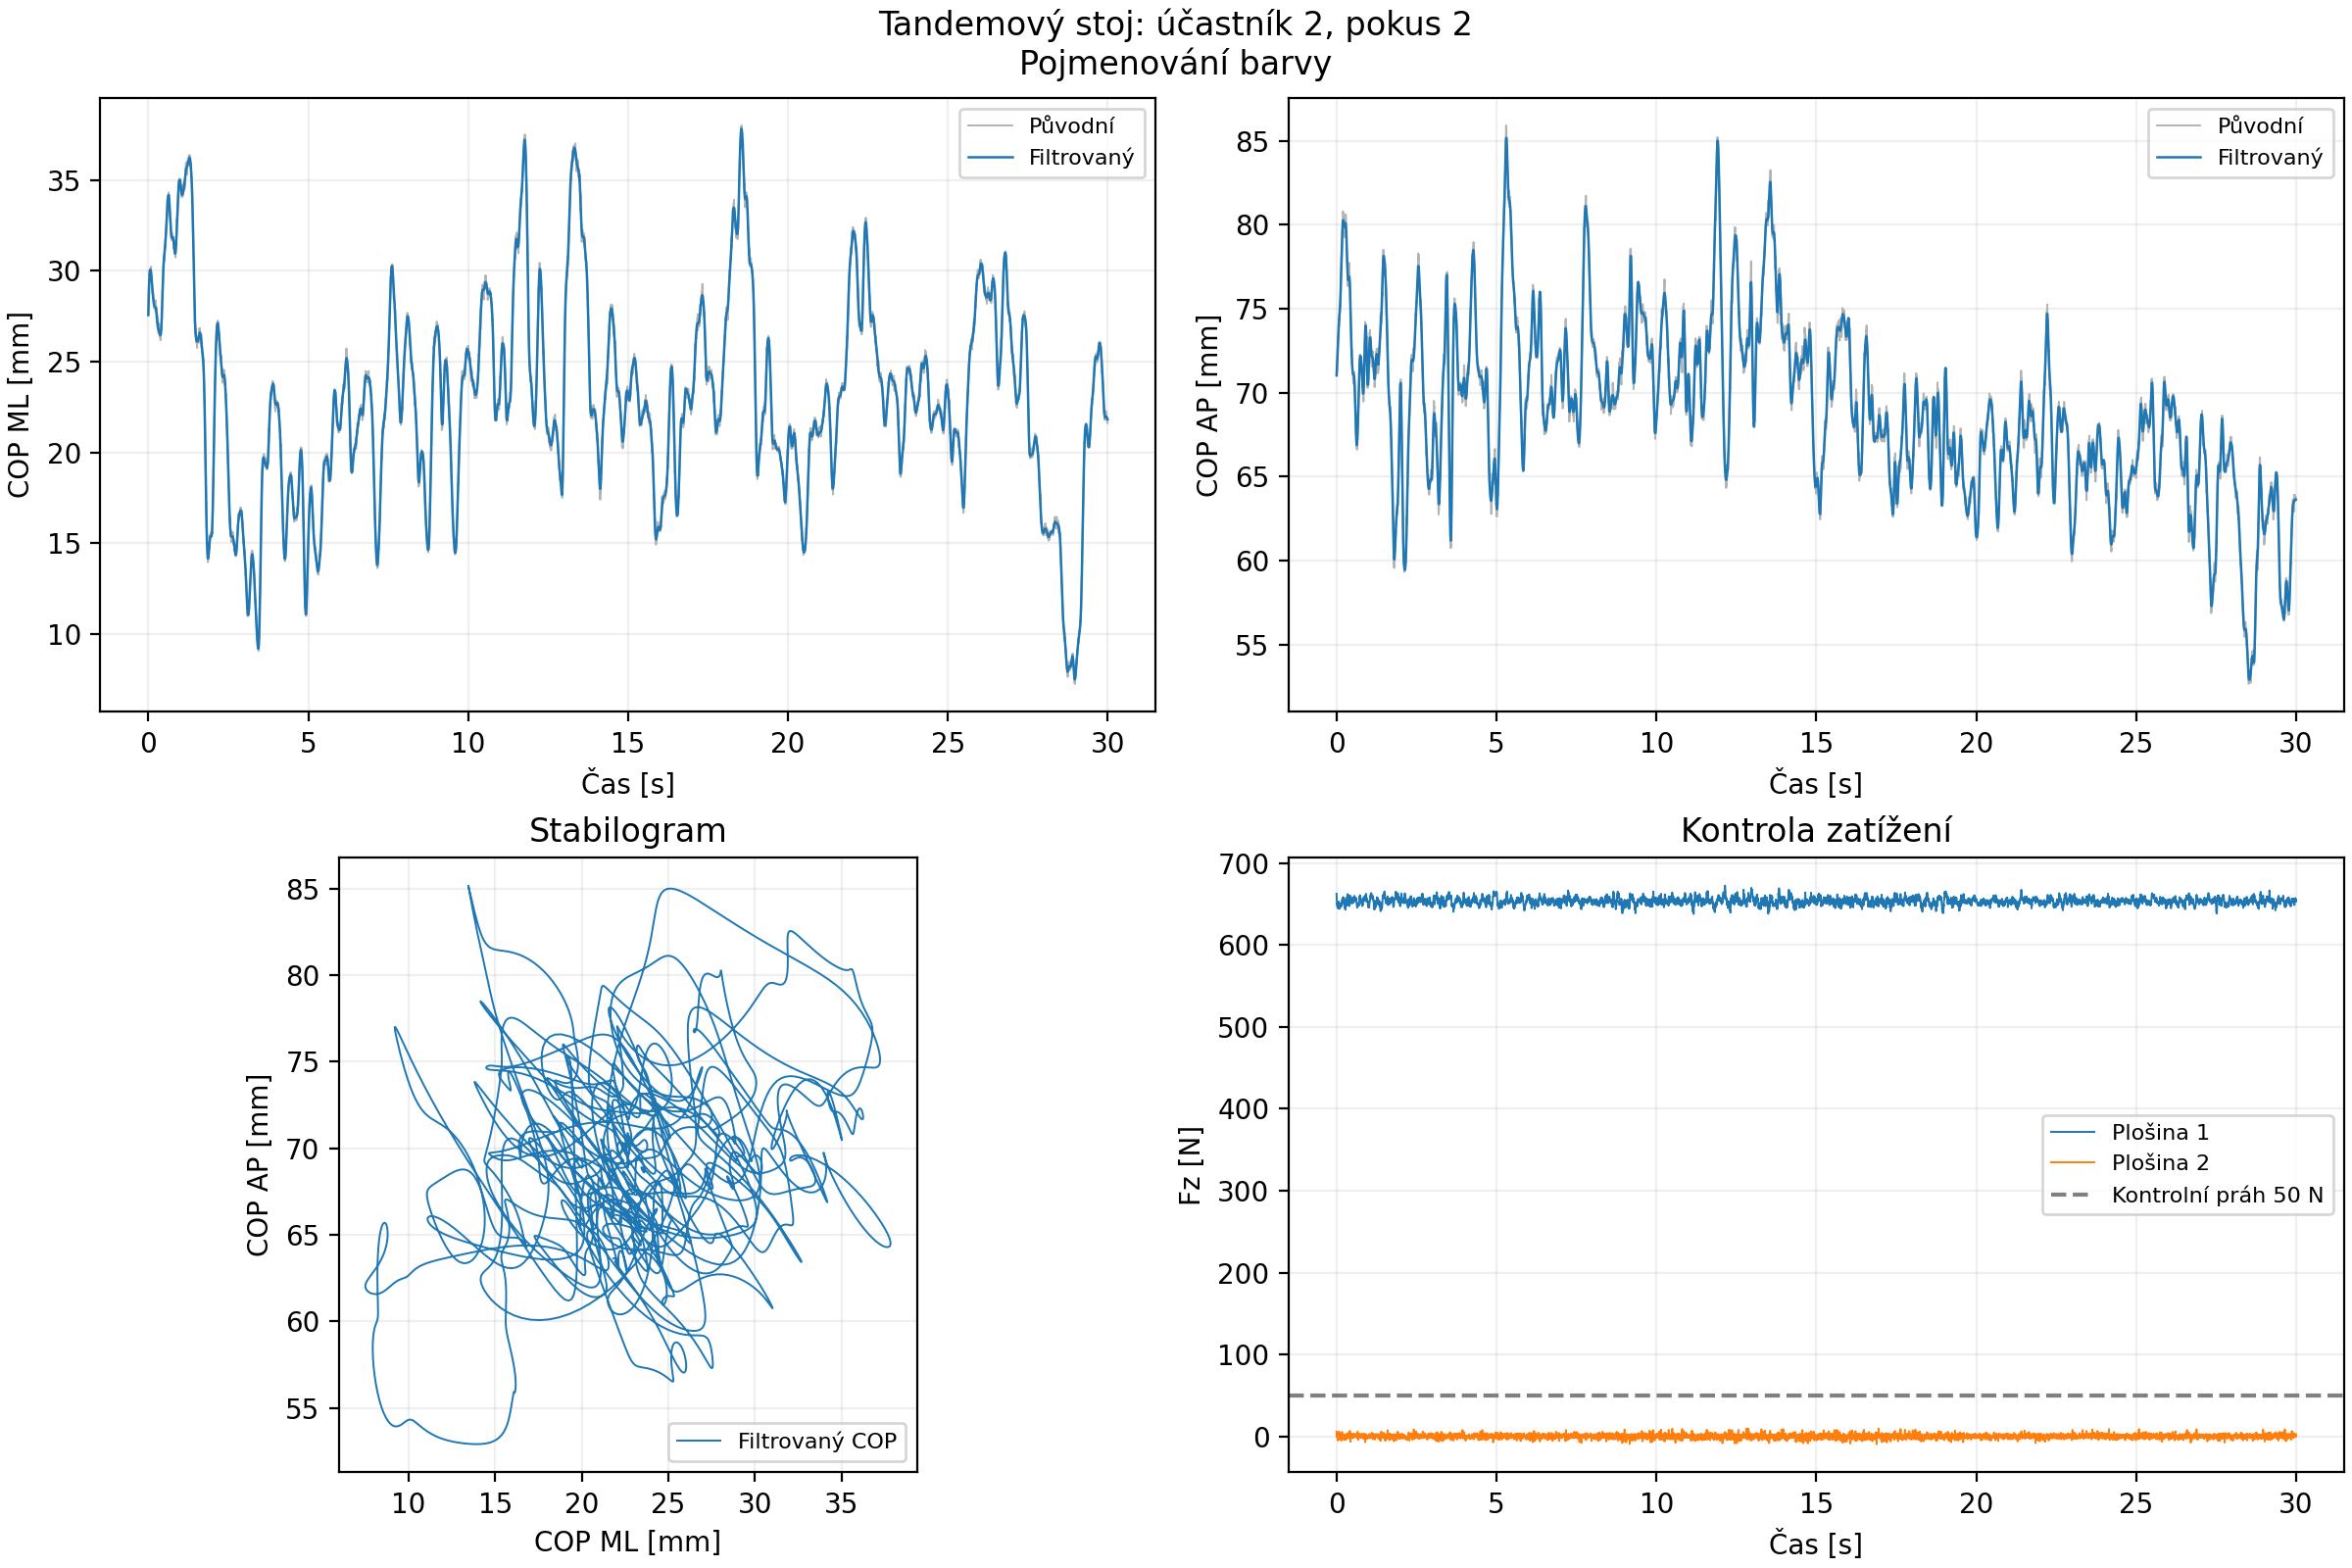 Tandemový stoj: účastník 2, pokus 2
Pojmenování barvy
COP ML [mm]
35
30
25
20
15
10
Původní
Filtrovaný
0 5 10 15 20 25 30
Čas [s]
COP AP [mm]
85
80
75
70
65
60
55
Původní
Filtrovaný
0 5 10 15 20 25 30
Čas [s]
Stabilogram
COP AP [mm]
85
80
75
70
65
60
55
Filtrovaný COP
10 15 20 25 30 35
COP ML [mm]
Kontrola zatížení
Fz [N]
700
600
500
400
300
200
100
0
Plošina 1
Plošina 2
Kontrolní práh 50 N
0 5 10 15 20 25 30
Čas [s]